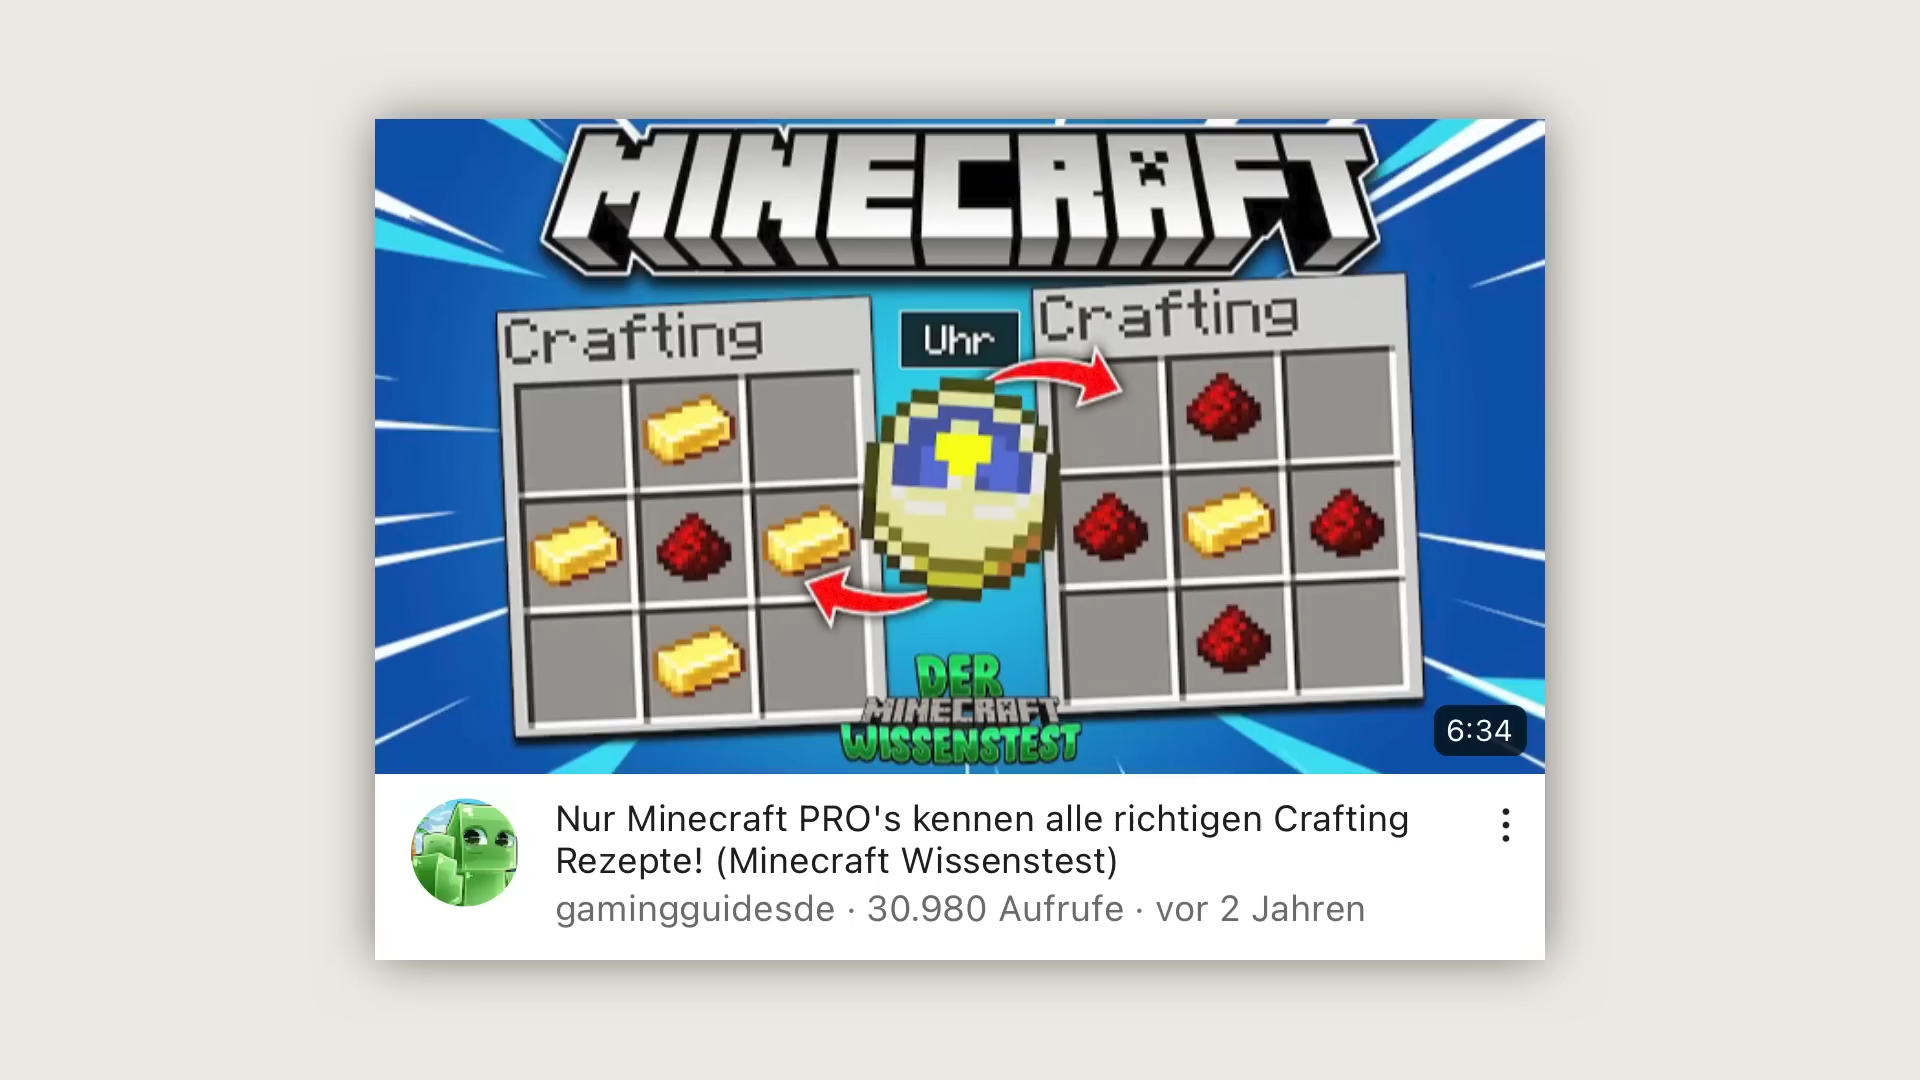 MINECRAFT
Crafting
Uhr
Crafting
DER
MINECRAFT
WISSENSTEST
6:34
Nur Minecraft PRO's kennen alle richtigen Crafting
Rezepte! (Minecraft Wissenstest)
gamingguidesde · 30.980 Aufrufe · vor 2 Jahren